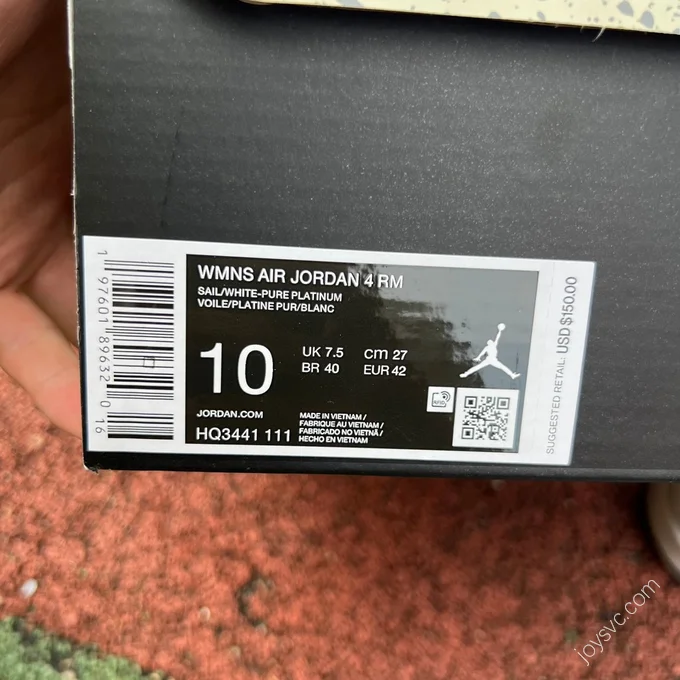 WMNS AIR JORDAN 4 RM
SAIL/WHITE-PURE PLATINUM
VOILE/PLATINE PUR/BLANC
10
UK 7.5 cm 27
BR 40 EUR 42
JORDAN.COM
HQ3441 111
MADE IN VIETNAM /
FABRIQUE AU VIETNAM /
FABRICADO NO VIETNÃ /
HECHO EN VIETNAM
RFID
1 97601 89632 016
SUGGESTED RETAIL: USD $150.00
joysvc.com